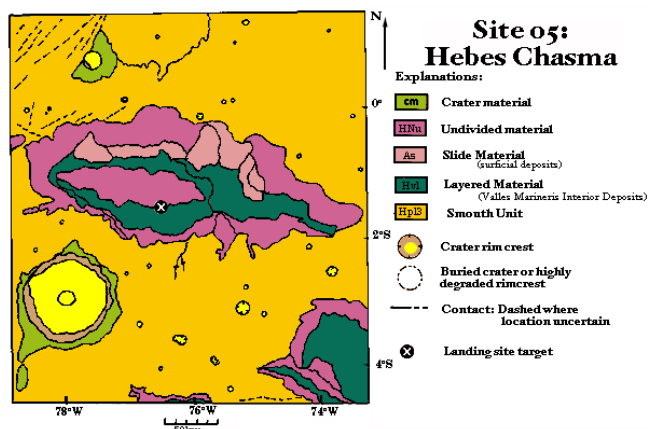 Site 05:
Hebes Chasma
Explanations:
cm Crater material
HNu Undivided material
As Slide Material
(surficial deposits)
Hvl Layered Material
(Valles Marineris Interior Deposits)
Hpl3 Smouth Unit
Crater rim crest
Buried crater or highly
degraded rimcrest
Contact: Dashed where
location uncertain
Landing site target
N
0°
2°S
4°S
78°W
76°W
74°W